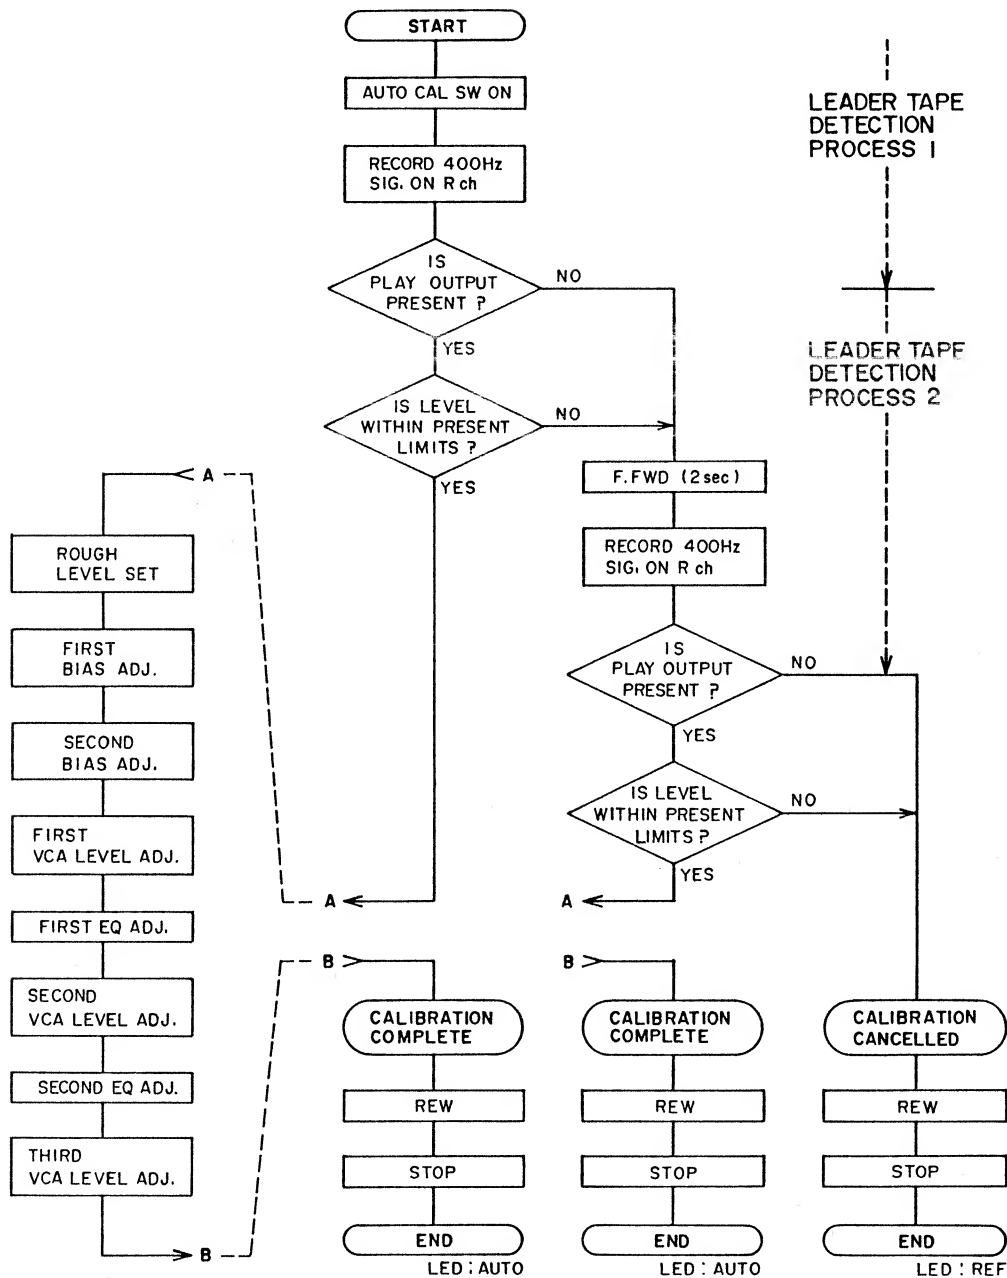 START
AUTO CAL SW ON
RECORD 400Hz
SIG. ON R ch
IS
PLAY OUTPUT
PRESENT ?
NO
YES
IS LEVEL
WITHIN PRESENT
LIMITS ?
NO
YES
LEADER TAPE
DETECTION
PROCESS 1
LEADER TAPE
DETECTION
PROCESS 2
F. FWD (2sec)
RECORD 400Hz
SIG. ON R ch
IS
PLAY OUTPUT
PRESENT ?
NO
YES
IS LEVEL
WITHIN PRESENT
LIMITS ?
NO
YES
A
A
A
ROUGH
LEVEL SET
FIRST
BIAS ADJ.
SECOND
BIAS ADJ.
FIRST
VCA LEVEL ADJ.
FIRST EQ ADJ.
SECOND
VCA LEVEL ADJ.
SECOND EQ ADJ.
THIRD
VCA LEVEL ADJ.
B
B
CALIBRATION
COMPLETE
REW
STOP
END
LED : AUTO
B
CALIBRATION
COMPLETE
REW
STOP
END
LED : AUTO
CALIBRATION
CANCELLED
REW
STOP
END
LED : REF